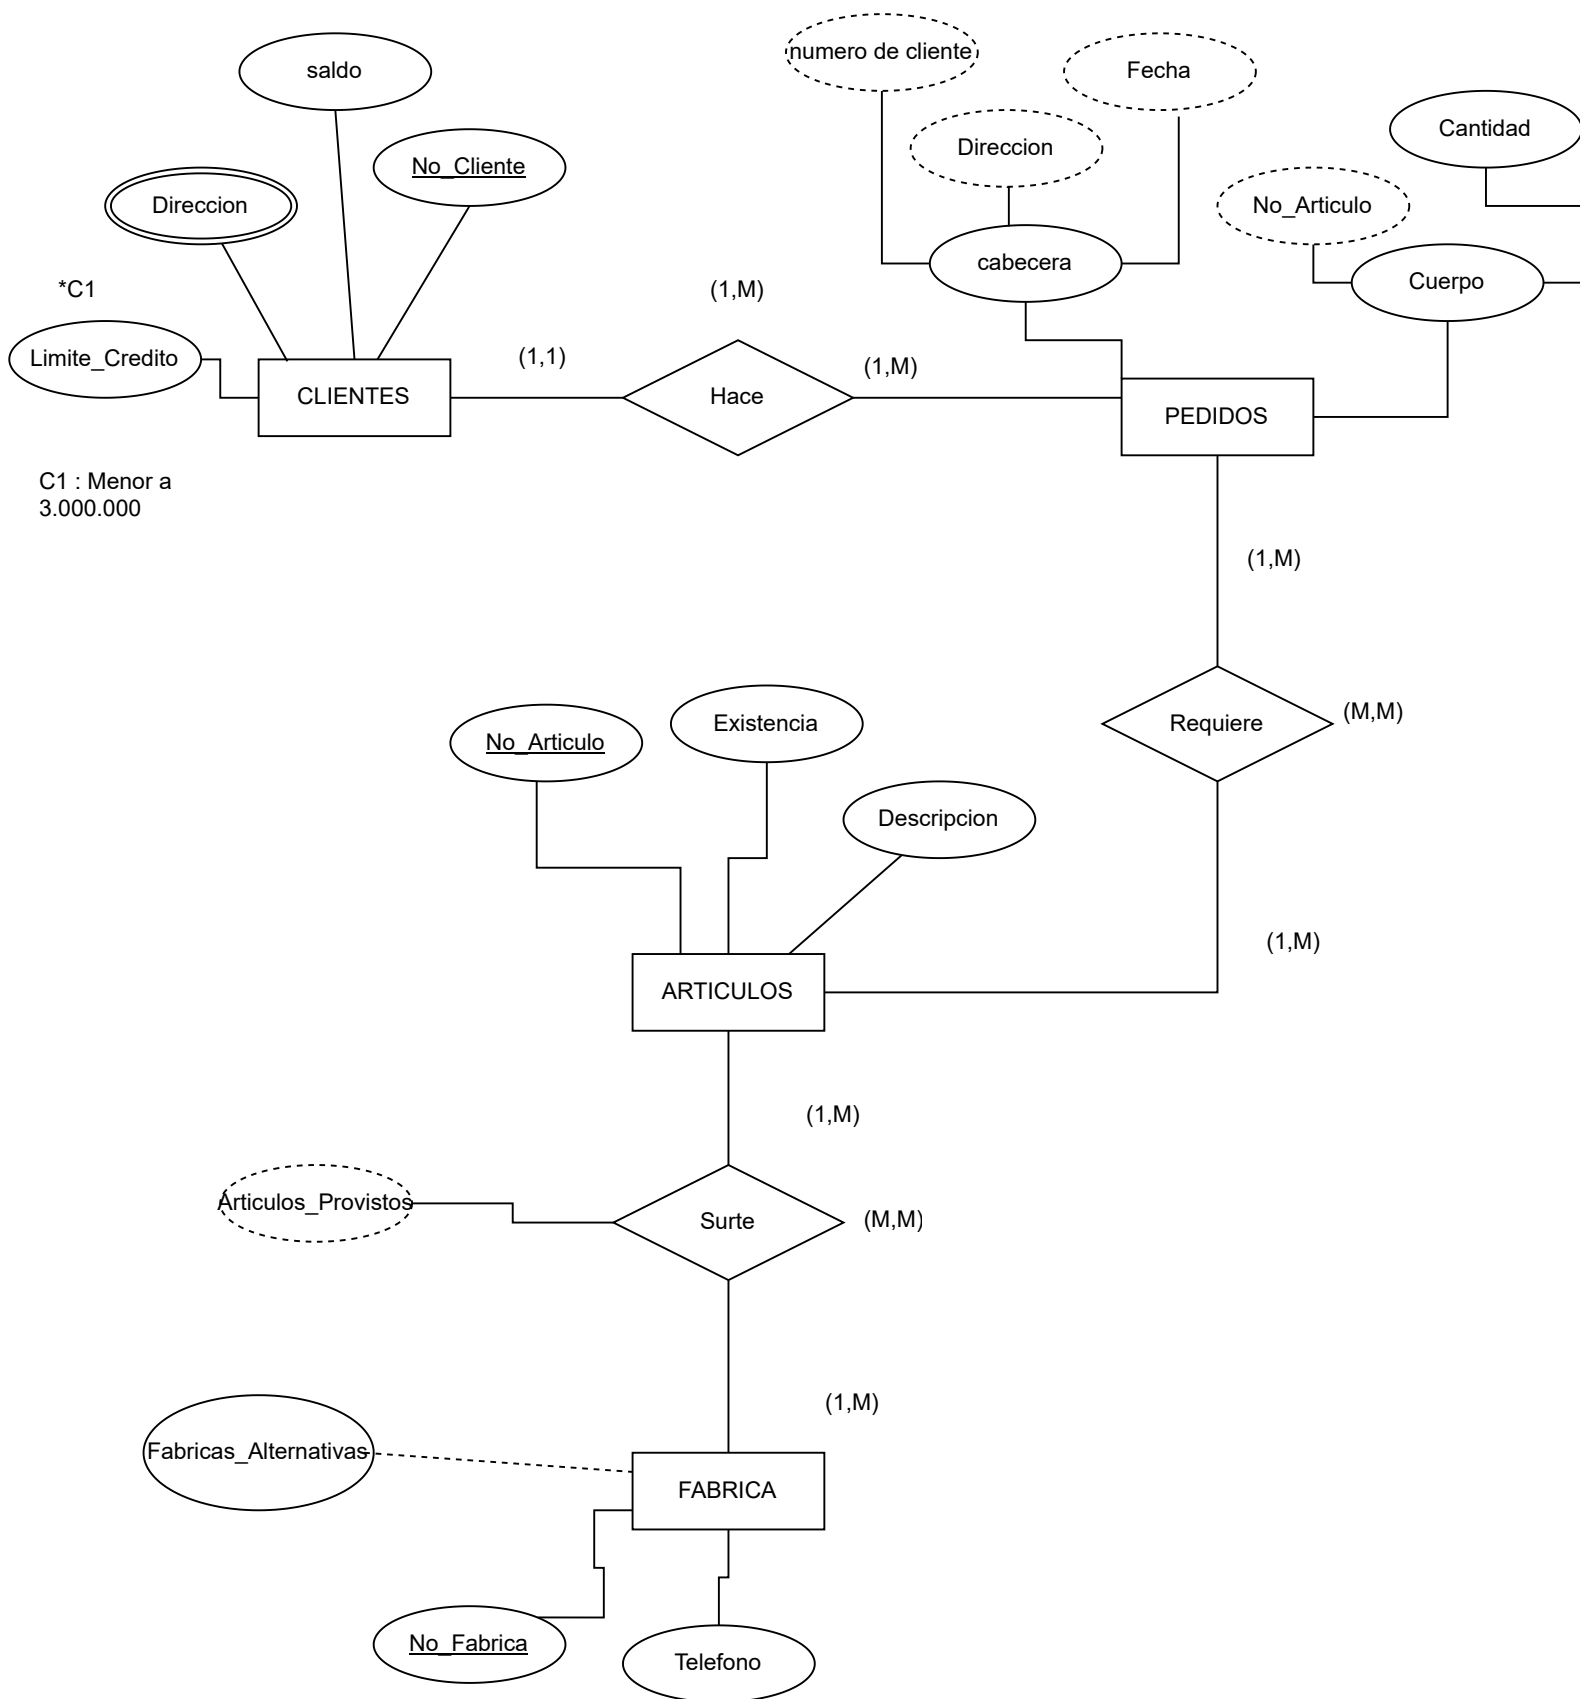 numero de cliente
saldo
Fecha
Cantidad
Direccion
No_Cliente
Direccion
No_Articulo
cabecera
Cuerpo
*C1
(1,M)
Limite_Credito
(1,1)
(1,M)
CLIENTES
Hace
PEDIDOS
C1 : Menor a
3.000.000
(1,M)
(M,M)
Requiere
Existencia
No_Articulo
Descripcion
(1,M)
ARTICULOS
(1,M)
Articulos_Provistos
Surte
(M,M)
(1,M)
Fabricas_Alternativas
FABRICA
No_Fabrica
Telefono